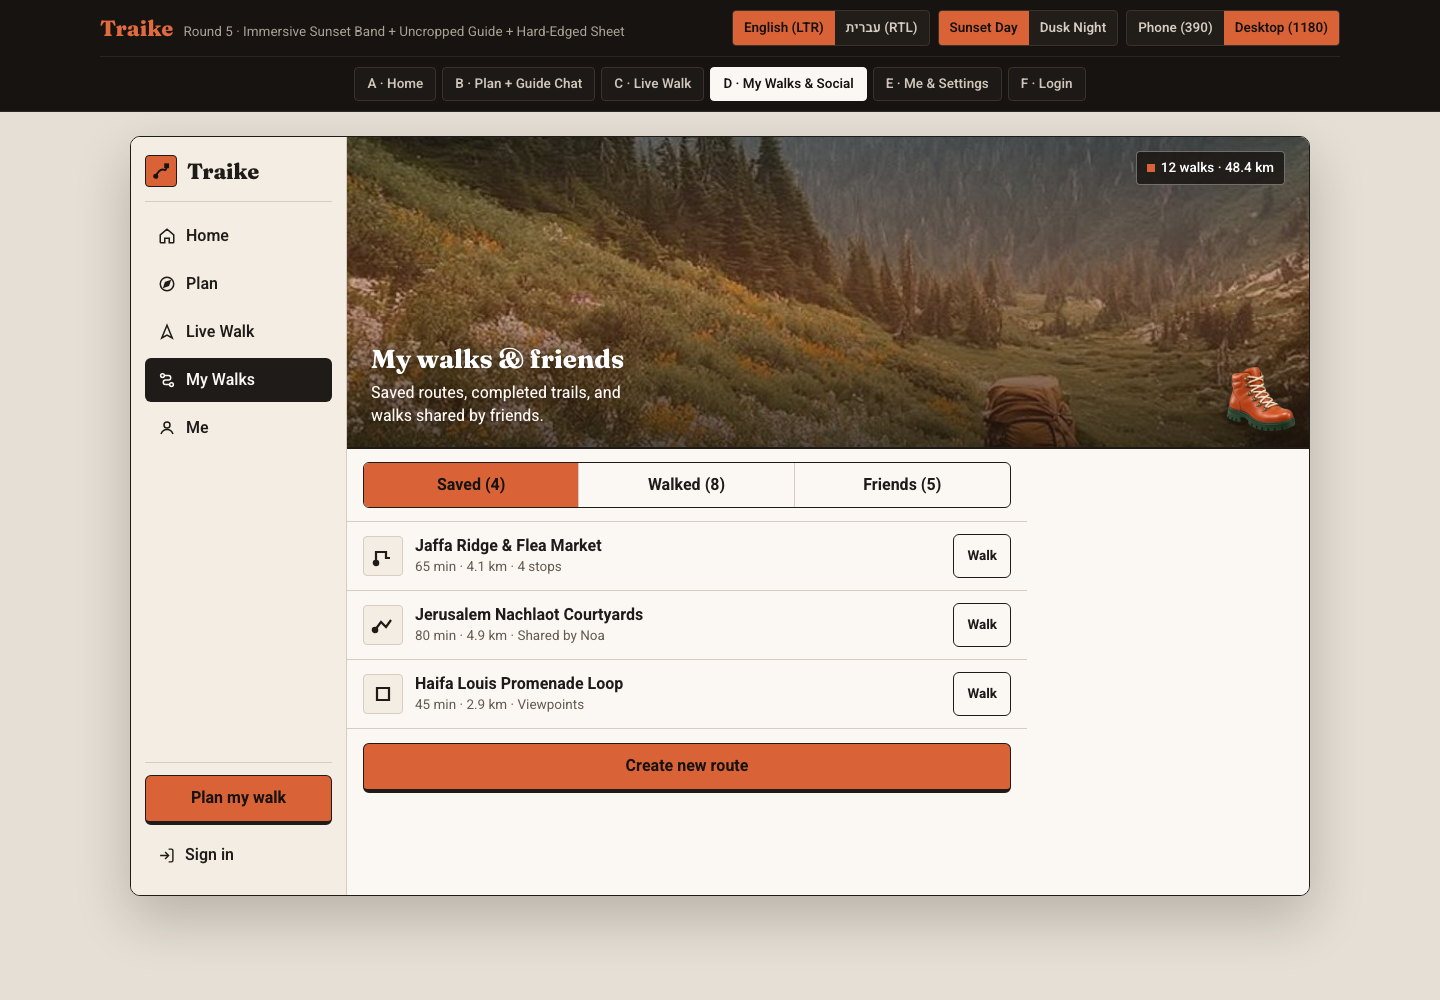 Traike Round 5 · Immersive Sunset Band + Uncropped Guide + Hard-Edged Sheet
English (LTR) עברית (RTL) Sunset Day Dusk Night Phone (390) Desktop (1180)
A · Home B · Plan + Guide Chat C · Live Walk D · My Walks & Social E · Me & Settings F · Login
Traike
Home
Plan
Live Walk
My Walks
Me
Plan my walk
Sign in
12 walks · 48.4 km
My walks & friends
Saved routes, completed trails, and
walks shared by friends.
Saved (4) Walked (8) Friends (5)
Jaffa Ridge & Flea Market
65 min · 4.1 km · 4 stops
Walk
Jerusalem Nachlaot Courtyards
80 min · 4.9 km · Shared by Noa
Walk
Haifa Louis Promenade Loop
45 min · 2.9 km · Viewpoints
Walk
Create new route